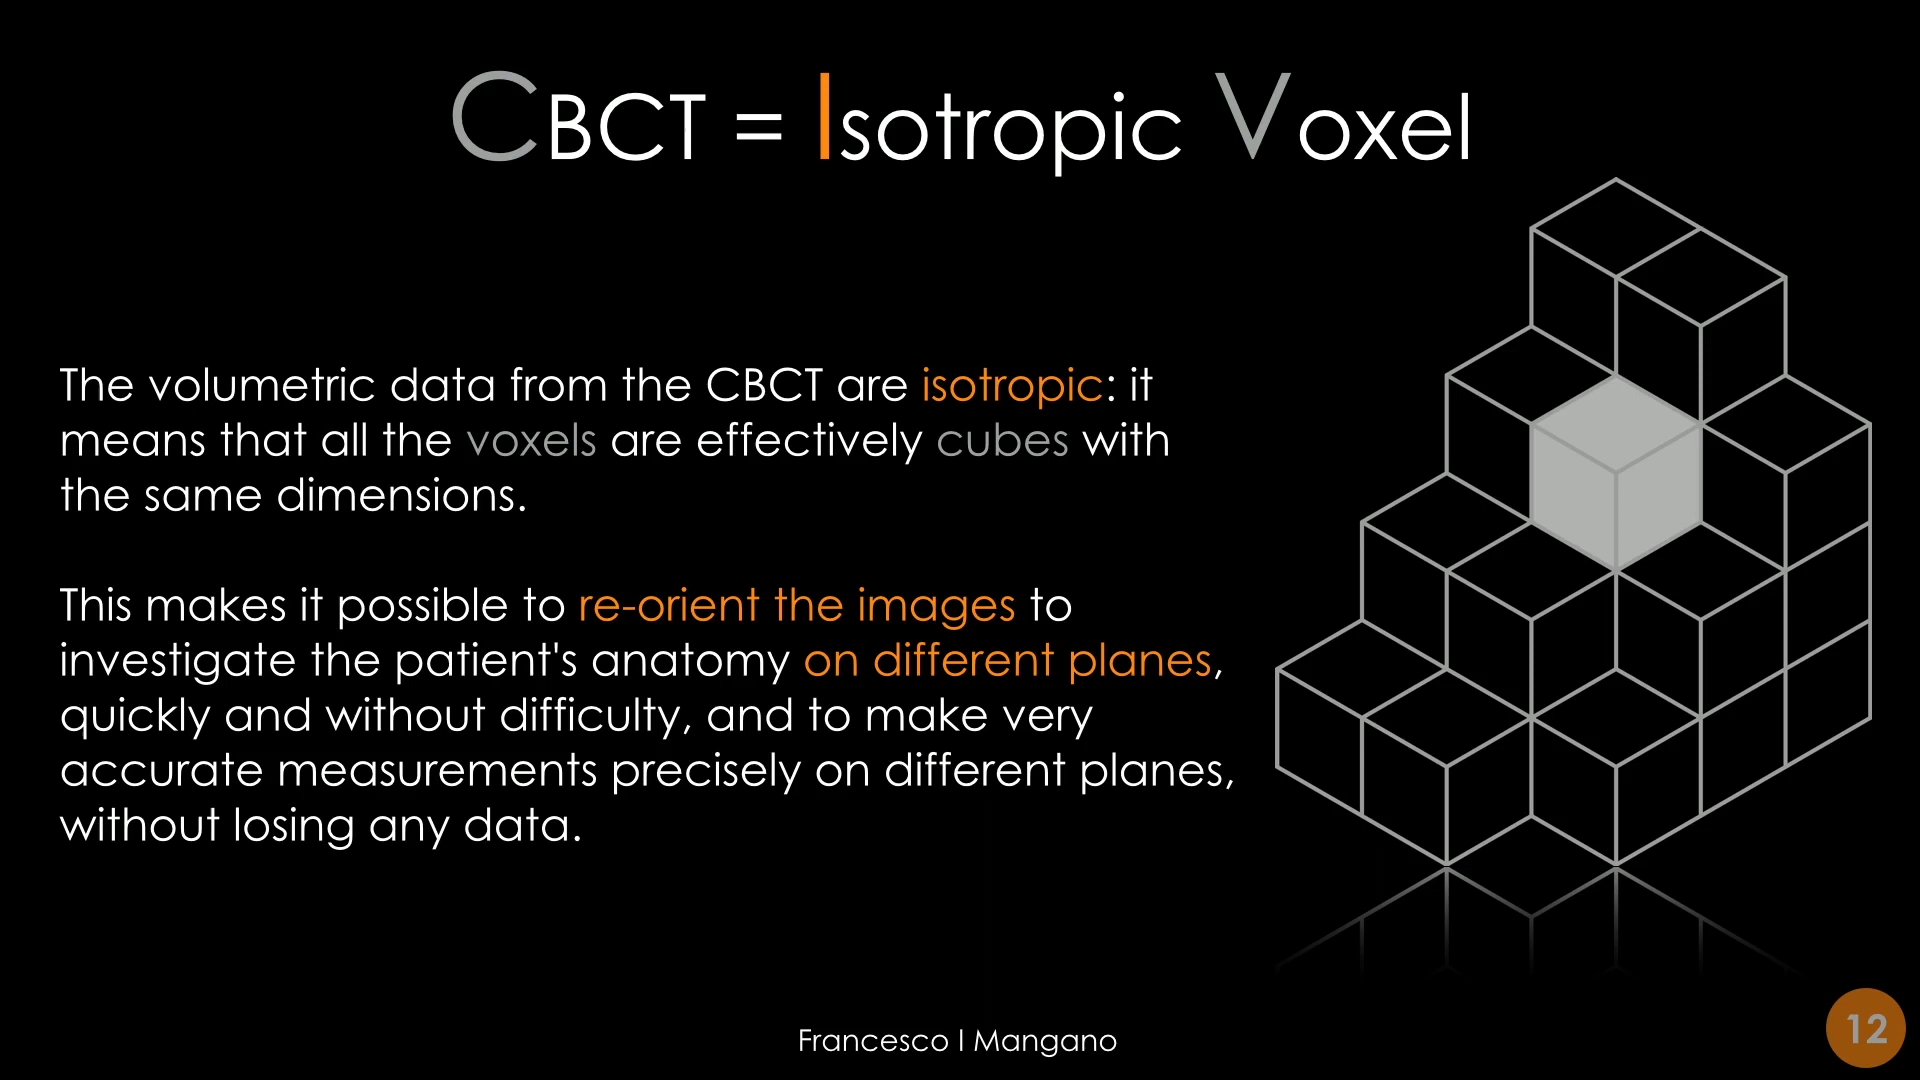 CBCT = Isotropic Voxel
The volumetric data from the CBCT are isotropic: it
means that all the voxels are effectively cubes with
the same dimensions.
This makes it possible to re-orient the images to
investigate the patient's anatomy on different planes,
quickly and without difficulty, and to make very
accurate measurements precisely on different planes,
without losing any data.
Francesco I Mangano
12